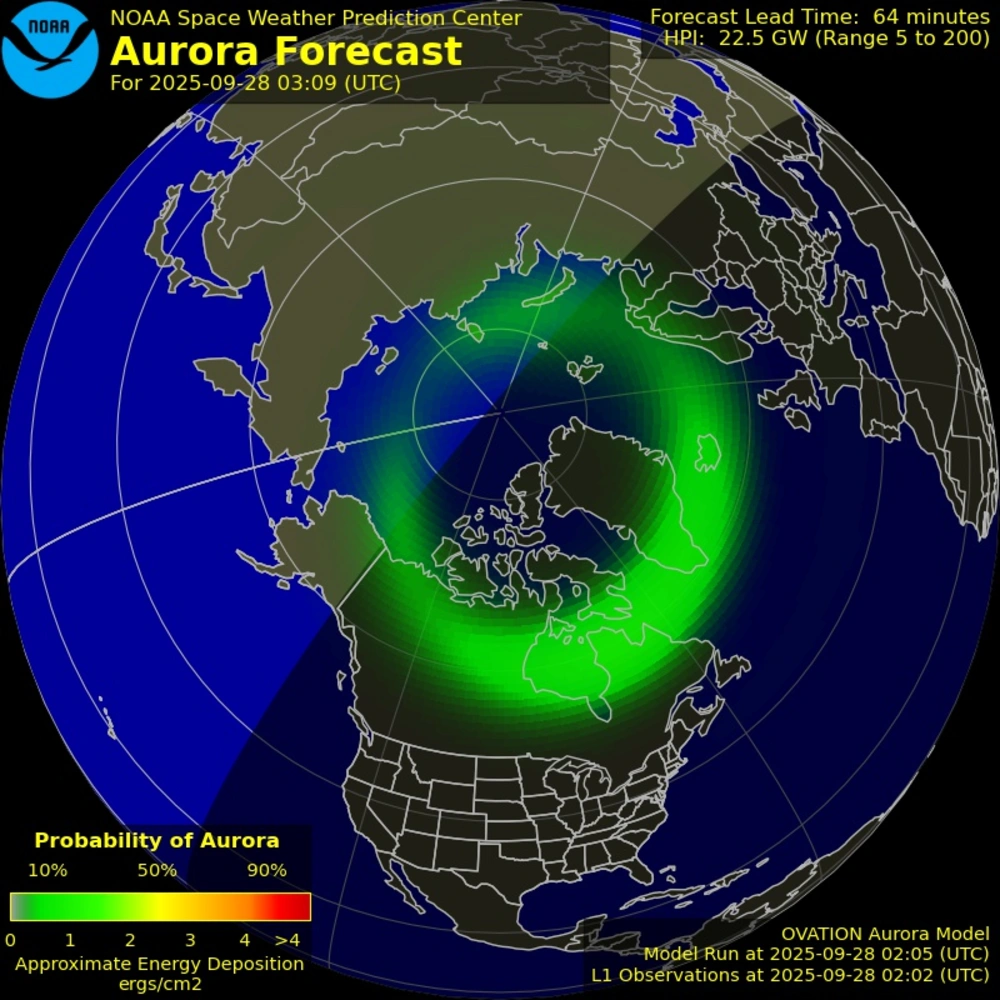 NOAA
NOAA Space Weather Prediction Center
Aurora Forecast
For 2025-09-28 03:09 (UTC)
Forecast Lead Time: 64 minutes
HPI: 22.5 GW (Range 5 to 200)
Probability of Aurora
10% 50% 90%
0 1 2 3 4 >4
Approximate Energy Deposition
ergs/cm2
OVATION Aurora Model
Model Run at 2025-09-28 02:05 (UTC)
L1 Observations at 2025-09-28 02:02 (UTC)